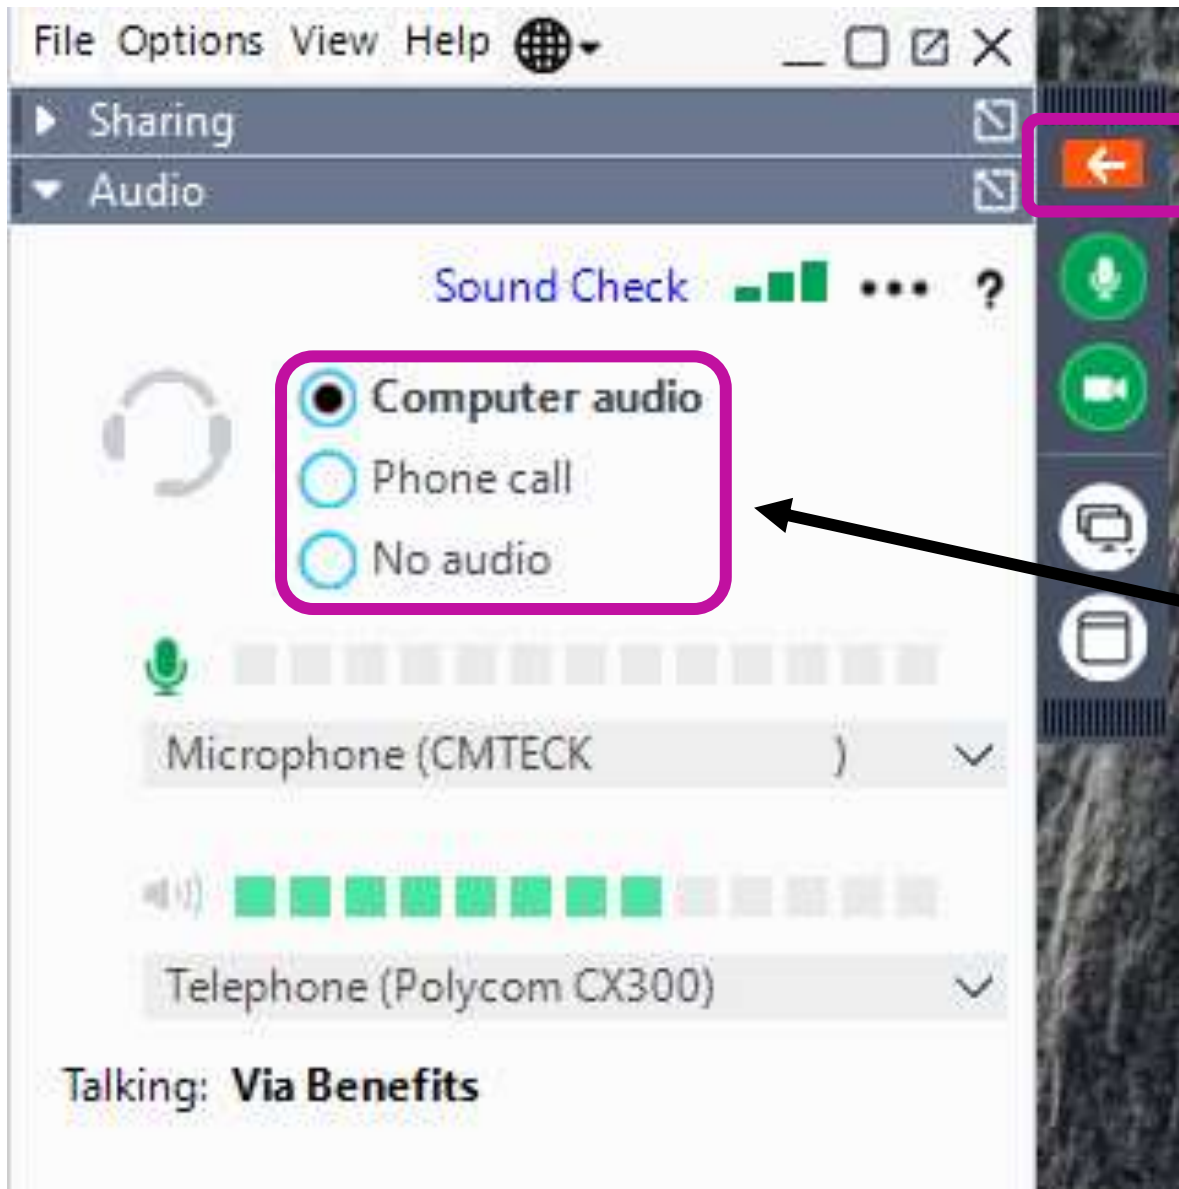 File Options View Help
Sharing
Audio
Sound Check ?
Computer audio
Phone call
No audio
Microphone (CMTECK )
Telephone (Polycom CX300)
Talking: Via Benefits